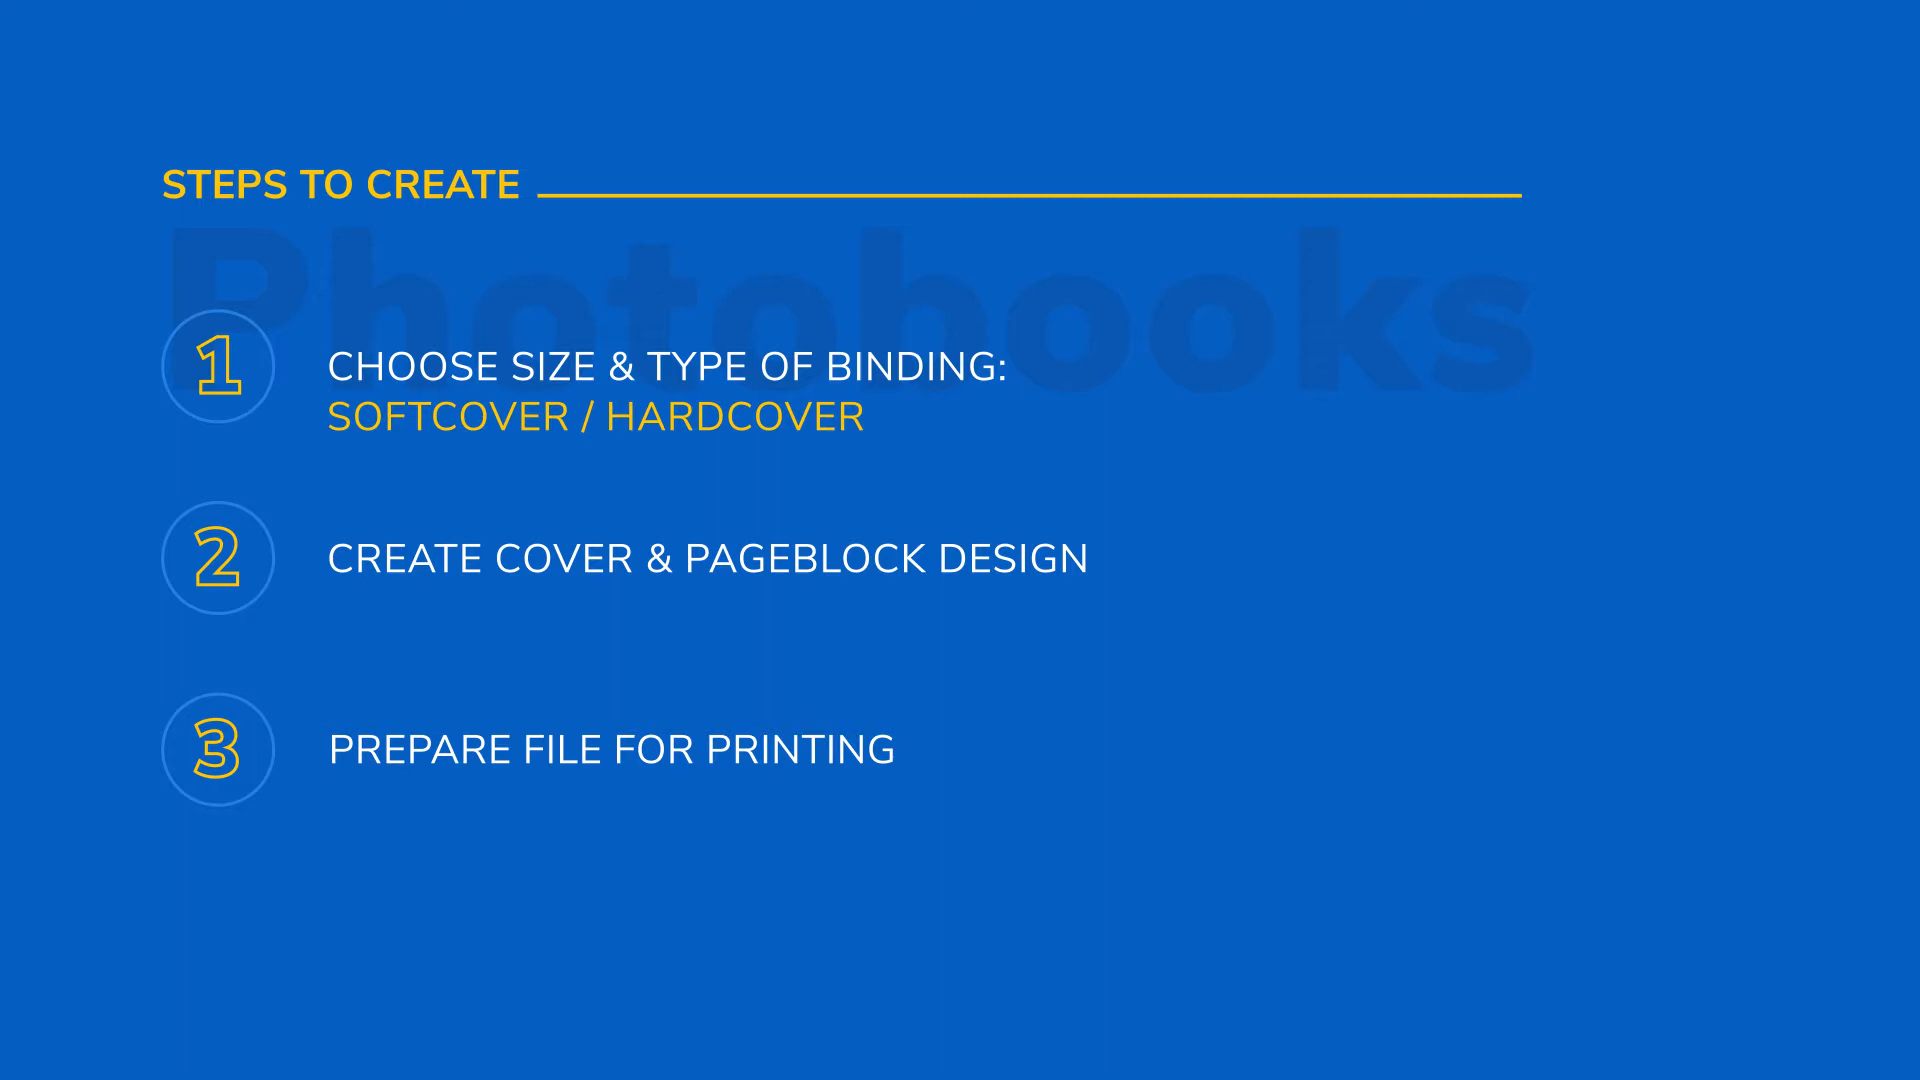 STEPS TO CREATE
Photobooks
1
CHOOSE SIZE & TYPE OF BINDING:
SOFTCOVER / HARDCOVER
2
CREATE COVER & PAGEBLOCK DESIGN
3
PREPARE FILE FOR PRINTING